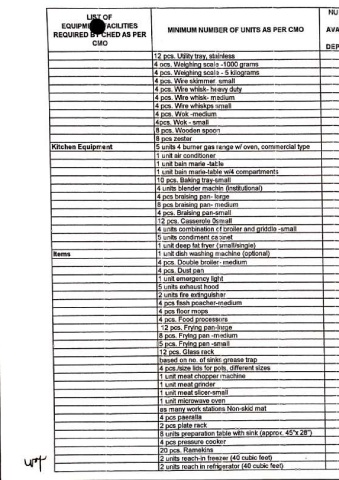 LIST OF
EQUIPMENT/FACILITIES
REQUIRED BY CHED AS PER
CMO
MINIMUM NUMBER OF UNITS AS PER CMO
NU
AVA
DEP
12 pcs. Utility tray, stainless
4 pcs. Weighing scale -1000 grams
4 pcs. Weighing scale - 5 kilograms
4 pcs. Wire skimmer small
4 pcs. Wire whisk- heavy duty
4 pcs. Wire whisk- medium
4 pcs. Wire whiskps small
4 pcs. Wok -medium
4pcs. Wok - small
8 pcs. Wooden spoon
8 pcs zester
Kitchen Equipment
5 units 4 burner gas range w/ oven, commercial type
1 unit air conditioner
1 unit bain marie -table
1 unit bain marie-table w/4 compartments
10 pcs. Baking tray-small
4 units blender machin (institutional)
4 pcs braising pan- large
8 pcs braising pan- medium
4 pcs. Braising pan-small
12 pcs. Casserole 0small
4 units combination of broiler and griddle -small
5 units condiment cabinet
1 unit deep fat fryer (small/single)
Items
1 unit dish washing machine (optional)
4 pcs. Double broiler- medium
4 pcs. Dust pan
1 unit emergency light
5 units exhaust hood
2 units fire extinguisher
4 pcs fish poacher-medium
4 pcs floor mops
4 pcs. Food processors
12 pcs. Frying pan-large
8 pcs. Frying pan -medium
5 pcs. Frying pan -small
12 pcs. Glass rack
based on no. of sinks grease trap
4 pcs./size lids for pots, different sizes
1 unit meat chopper machine
1 unit meat grinder
1 unit meat slicer-small
1 unit microwave oven
as many work stations Non-skid mat
4 pcs paeralla
2 pcs plate rack
8 units preparation table with sink (approx. 45"x 28")
4 pcs pressure cooker
20 pcs. Ramekins
2 units reach-in freezer (40 cubic feet)
2 units reach in refrigerator (40 cubic feet)